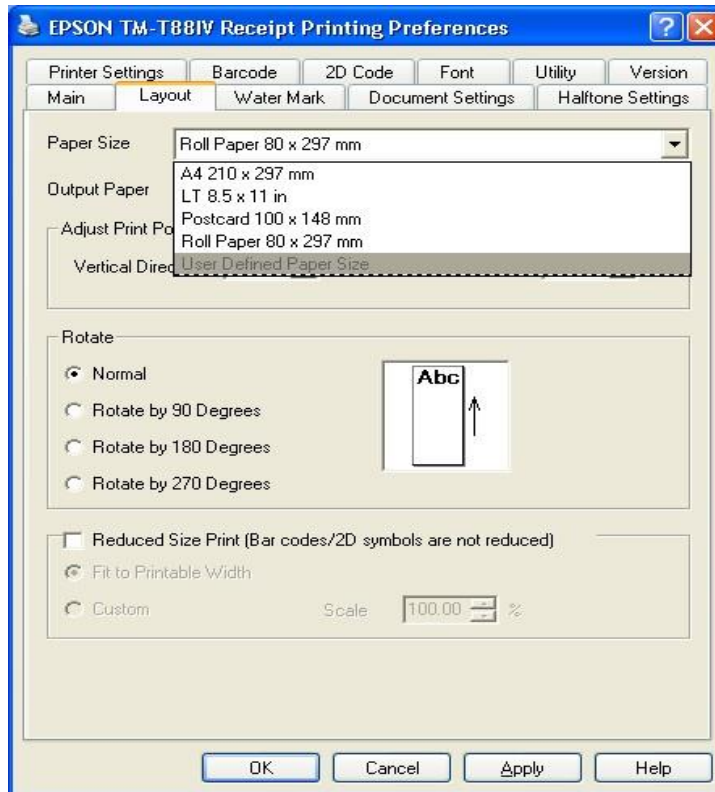 EPSON TM-T88IV Receipt Printing Preferences
Printer Settings Barcode 2D Code Font Utility Version
Main Layout Water Mark Document Settings Halftone Settings
Paper Size Roll Paper 80 x 297 mm
A4 210 x 297 mm
Output Paper
LT 8.5 x 11 in
Postcard 100 x 148 mm
Adjust Print Po
Roll Paper 80 x 297 mm
Vertical Direc User Defined Paper Size
Rotate
Normal
Abc
Rotate by 90 Degrees
Rotate by 180 Degrees
Rotate by 270 Degrees
Reduced Size Print (Bar codes/2D symbols are not reduced)
Fit to Printable Width
Custom Scale 100.00 %
OK Cancel Apply Help